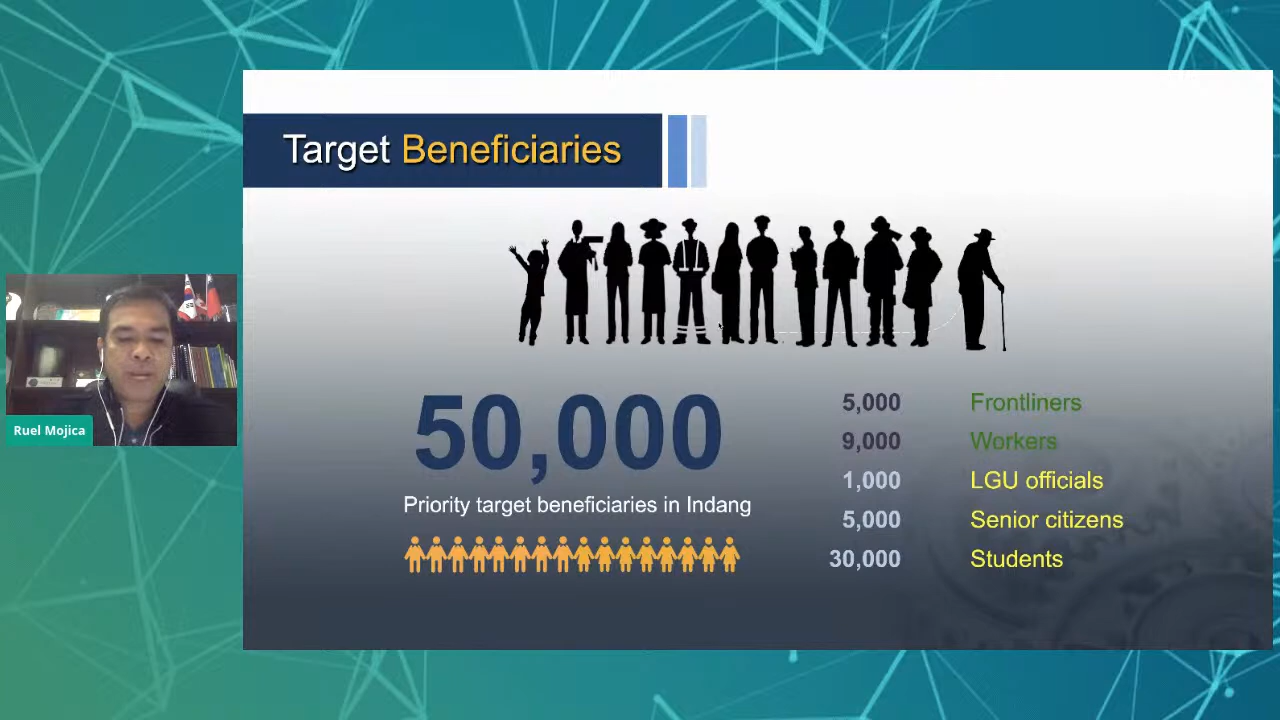 Target Beneficiaries
50,000
Priority target beneficiaries in Indang
5,000 Frontliners
9,000 Workers
1,000 LGU officials
5,000 Senior citizens
30,000 Students
Ruel Mojica